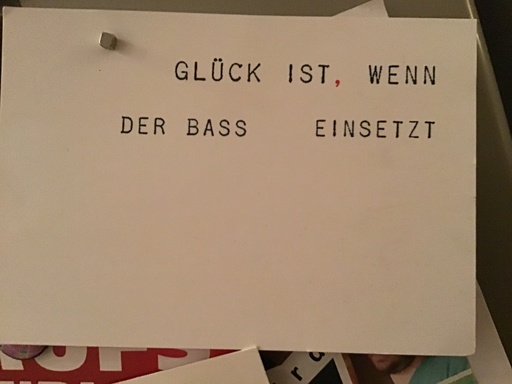 GLÜCK IST, WENN
DER BASS EINSETZT